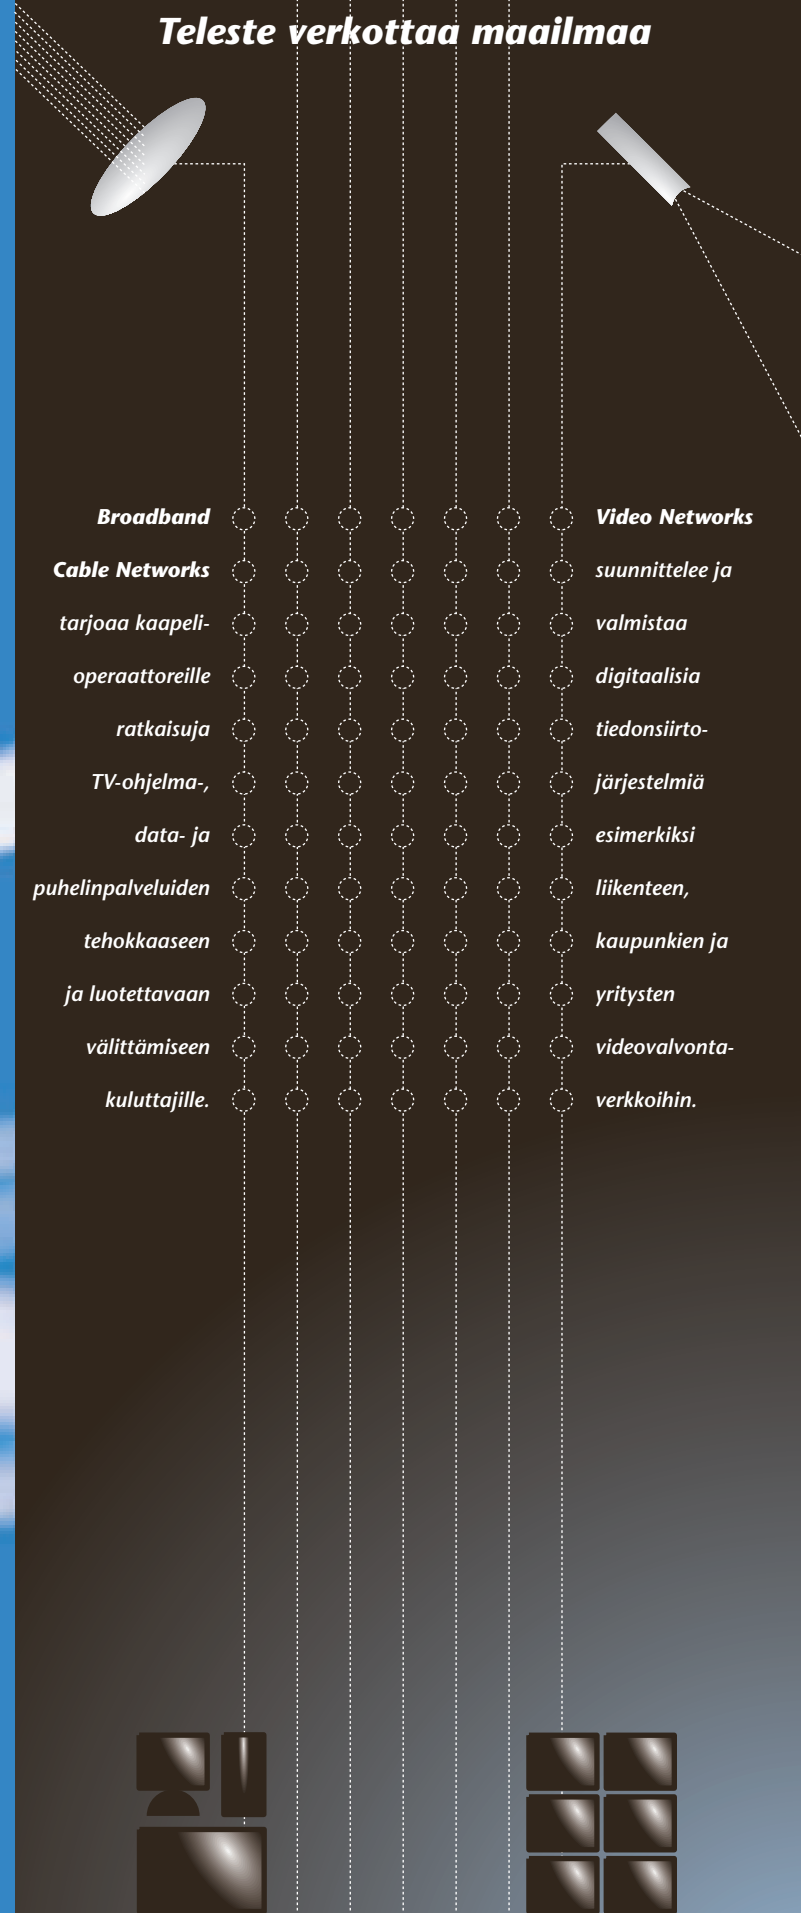 Teleste verkottaa maailmaa
Broadband
Cable Networks
tarjoaa kaapeli-
operaattoreille
ratkaisuja
TV-ohjelma-,
data- ja
puhelinpalveluiden
tehokkaaseen
ja luotettavaan
välittämiseen
kuluttajille.
Video Networks
suunnittelee ja
valmistaa
digitaalisia
tiedonsiirto-
järjestelmiä
esimerkiksi
liikenteen,
kaupunkien ja
yritysten
videovalvonta-
verkkoihin.